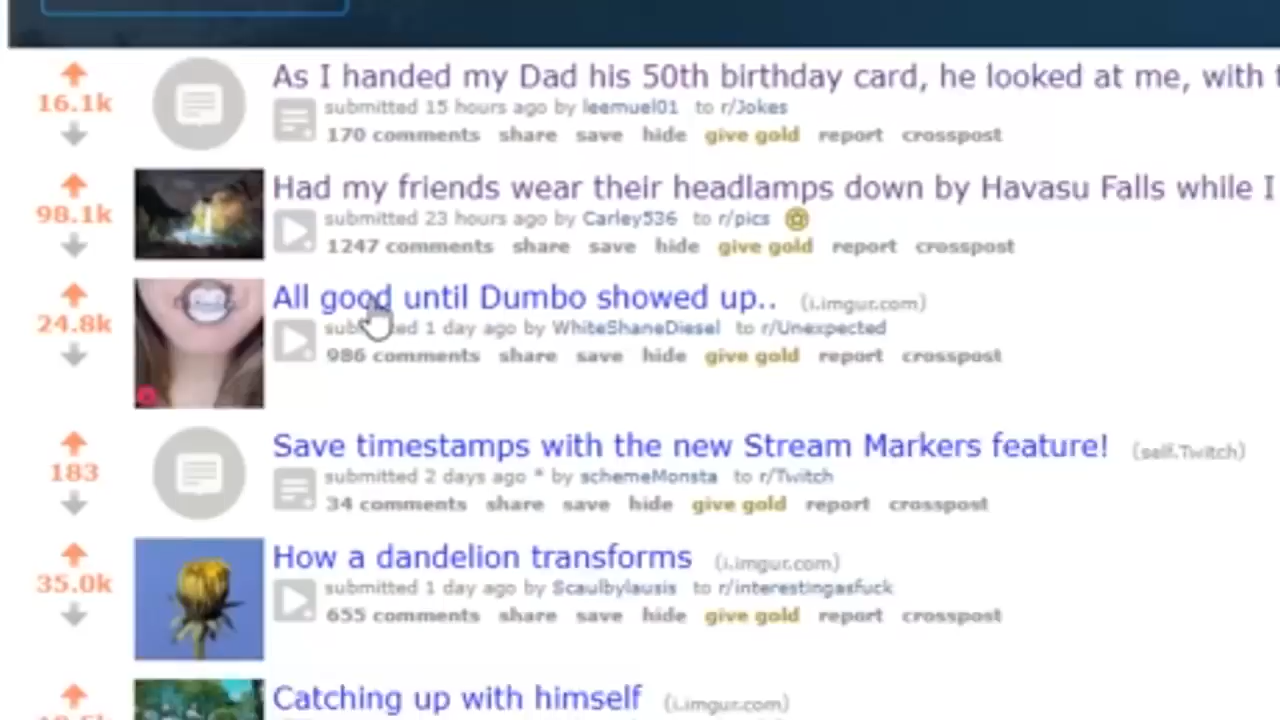 As I handed my Dad his 50th birthday card, he looked at me, with
16.1k
submitted 15 hours ago by leemuel01 to r/Jokes
170 comments share save hide give gold report crosspost
Had my friends wear their headlamps down by Havasu Falls while I
98.1k
submitted 23 hours ago by Carley536 to r/pics
1247 comments share save hide give gold report crosspost
All good until Dumbo showed up.. (i.imgur.com)
24.8k
1 day ago by WhiteShaneDiesel to r/Unexpected
986 comments share save hide give gold report crosspost
Save timestamps with the new Stream Markers feature! (self.Twitch)
183
submitted 2 days ago * by schemeMonsta to r/Twitch
34 comments share save hide give gold report crosspost
How a dandelion transforms (i.imgur.com)
35.0k
submitted 1 day ago by Scaulbylausis to r/interestingasfuck
655 comments share save hide give gold report crosspost
Catching up with himself (i.imgur.com)